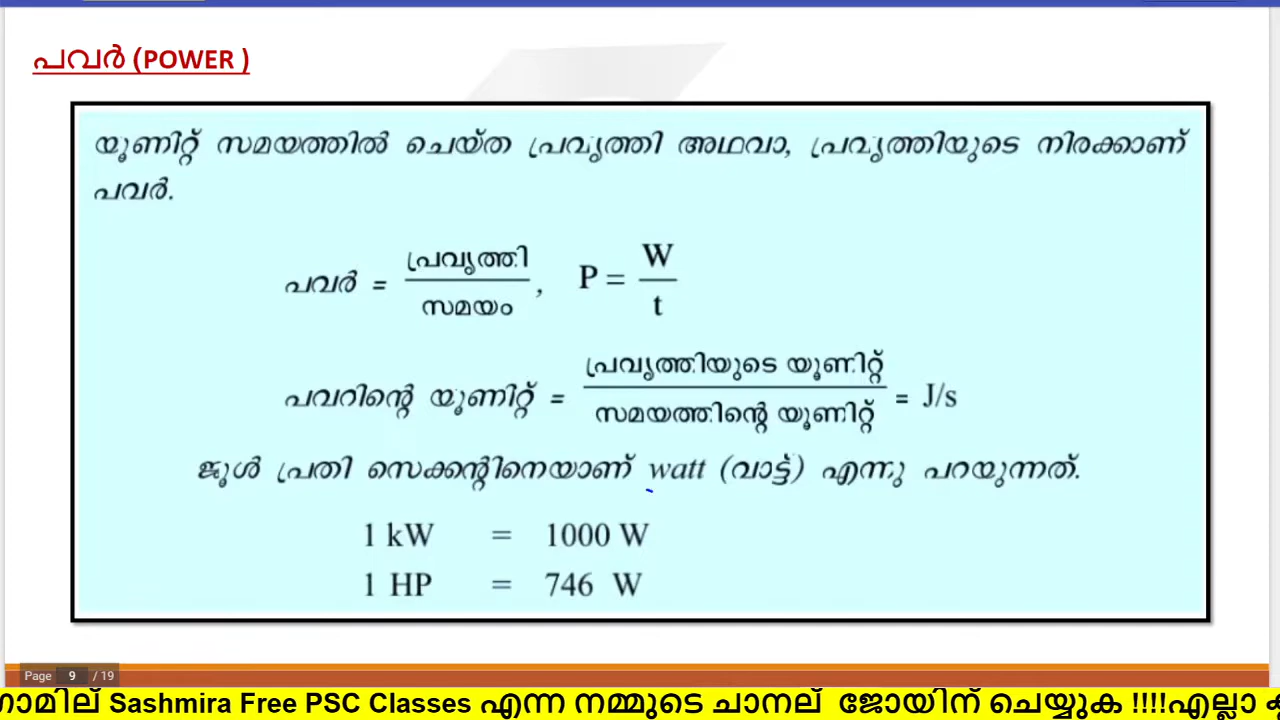 പവർ (POWER )
യൂണിറ്റ് സമയത്തിൽ ചെയ്ത പ്രവൃത്തി അഥവാ, പ്രവൃത്തിയുടെ നിരക്കാണ്
പവർ.
പവർ = പ്രവൃത്തി / സമയം , P = W / t
പവറിന്റെ യൂണിറ്റ് = പ്രവൃത്തിയുടെ യൂണിറ്റ് / സമയത്തിന്റെ യൂണിറ്റ് = J/s
ജൂൾ പ്രതി സെക്കന്റിനെയാണ് watt (വാട്ട്) എന്നു പറയുന്നത്.
1 kW = 1000 W
1 HP = 746 W
Page 9 / 19
ഗാമില് Sashmira Free PSC Classes എന്ന നമ്മുടെ ചാനല് ജോയിന് ചെയ്യുക !!!!എല്ലാ